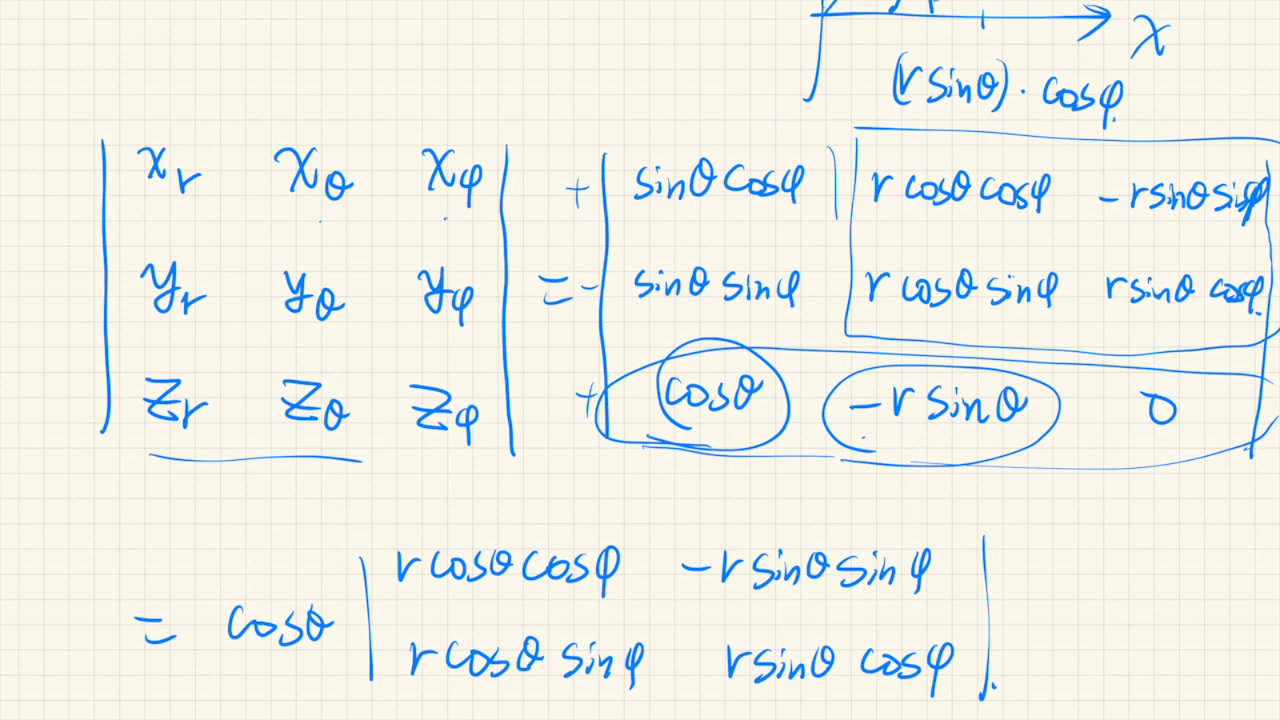 x
(r sinθ) · cosφ
| x_r x_θ x_φ | + | sinθ cosφ r cosθ cosφ - r sinθ sinφ |
| y_r y_θ y_φ | = - | sinθ sinφ r cosθ sinφ r sinθ cosφ |
| z_r z_θ z_φ | + | cosθ - r sinθ 0 |
= cosθ | r cosθ cosφ - r sinθ sinφ |
| r cosθ sinφ r sinθ cosφ | .